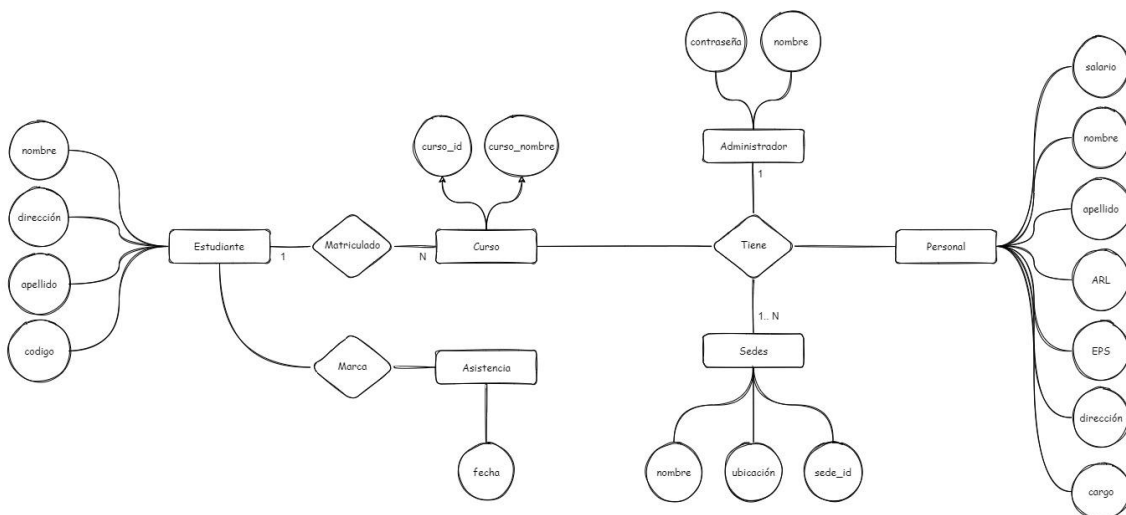 contraseña
nombre
salario
nombre
dirección
apellido
codigo
Estudiante
1
Matriculado
N
curso_id
curso_nombre
Curso
Marca
Asistencia
fecha
Administrador
1
Tiene
1.. N
Sedes
nombre
ubicación
sede_id
Personal
nombre
apellido
ARL
EPS
dirección
cargo